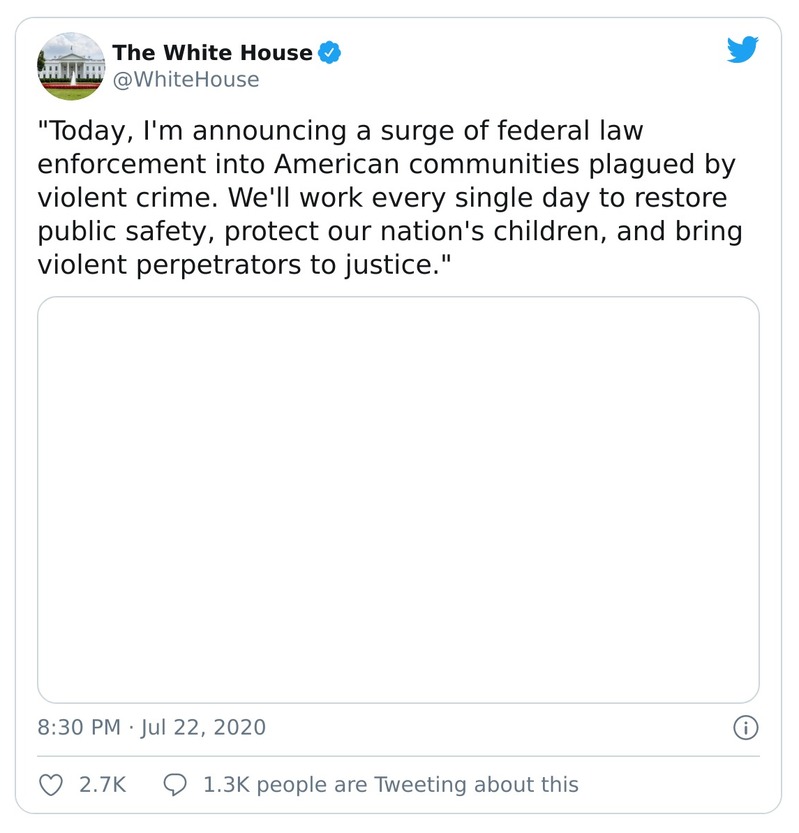 The White House
@WhiteHouse
"Today, I'm announcing a surge of federal law
enforcement into American communities plagued by
violent crime. We'll work every single day to restore
public safety, protect our nation's children, and bring
violent perpetrators to justice."
8:30 PM · Jul 22, 2020
2.7K 1.3K people are Tweeting about this